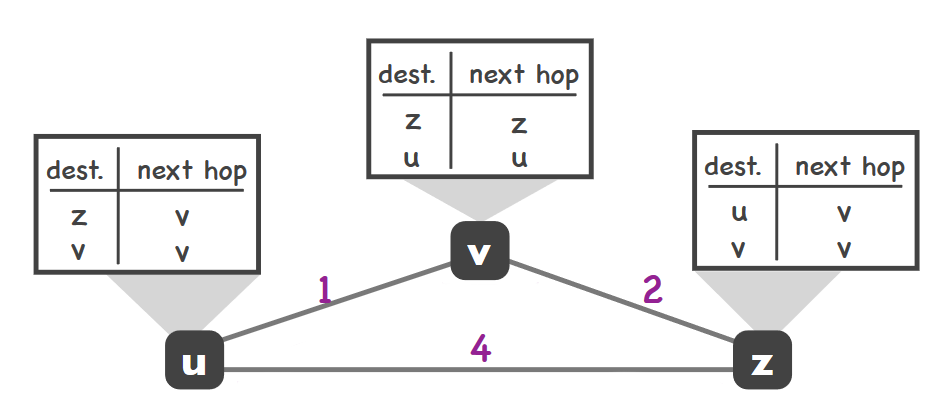 dest. next hop
z z
u u
dest. next hop
z v
v v
dest. next hop
u v
v v
v
1
2
4
u
z